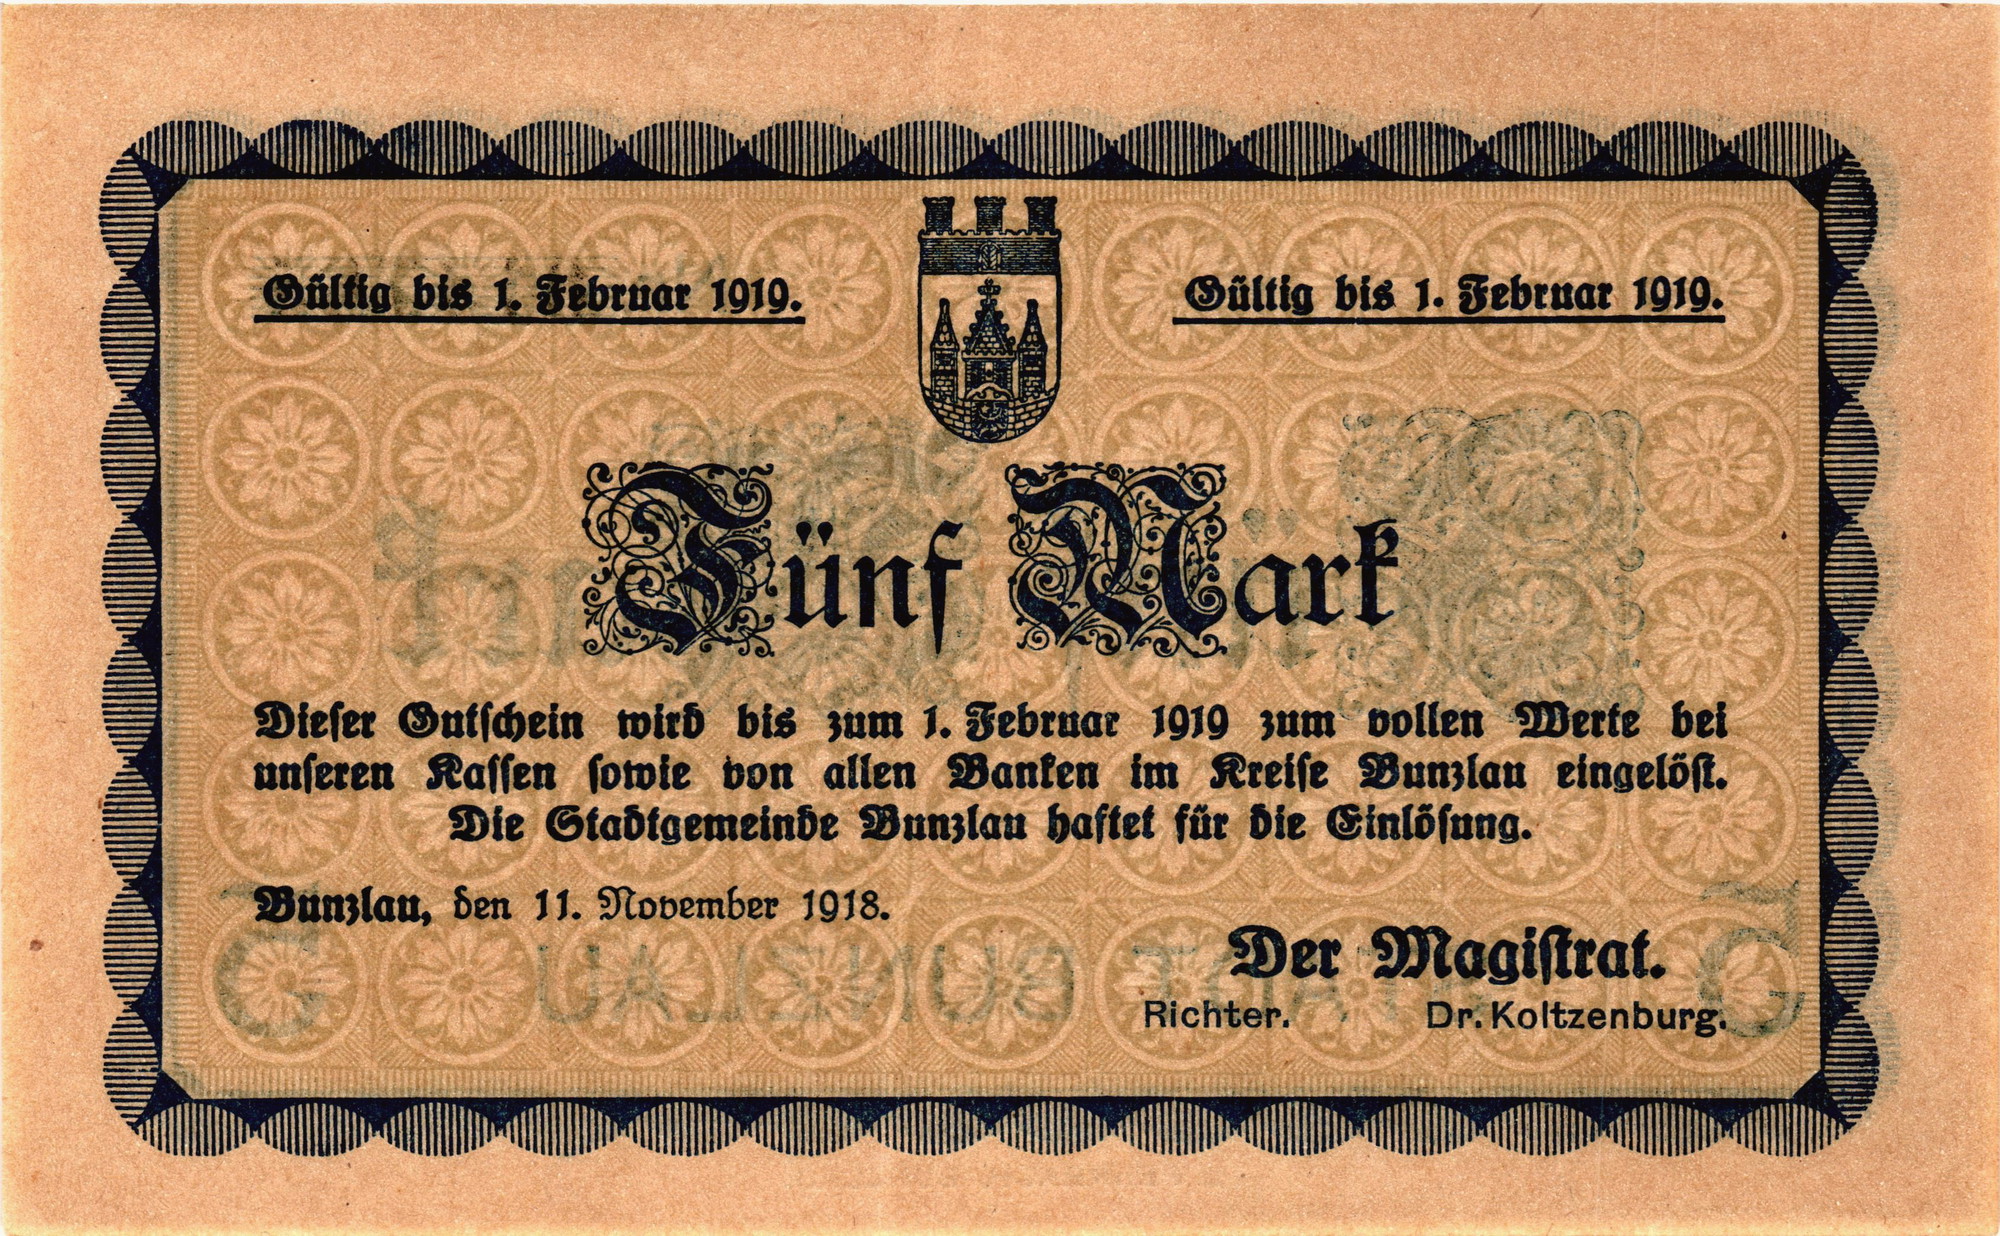 Gültig bis 1. Februar 1919.
Gültig bis 1. Februar 1919.
Fünf Mark
Dieser Gutschein wird bis zum 1. Februar 1919 zum vollen Werte bei
unseren Kassen sowie von allen Banken im Kreise Bunzlau eingelöst.
Die Stadtgemeinde Bunzlau haftet für die Einlösung.
Bunzlau, den 11. November 1918.
Der Magistrat.
Richter. Dr. Koltzenburg.